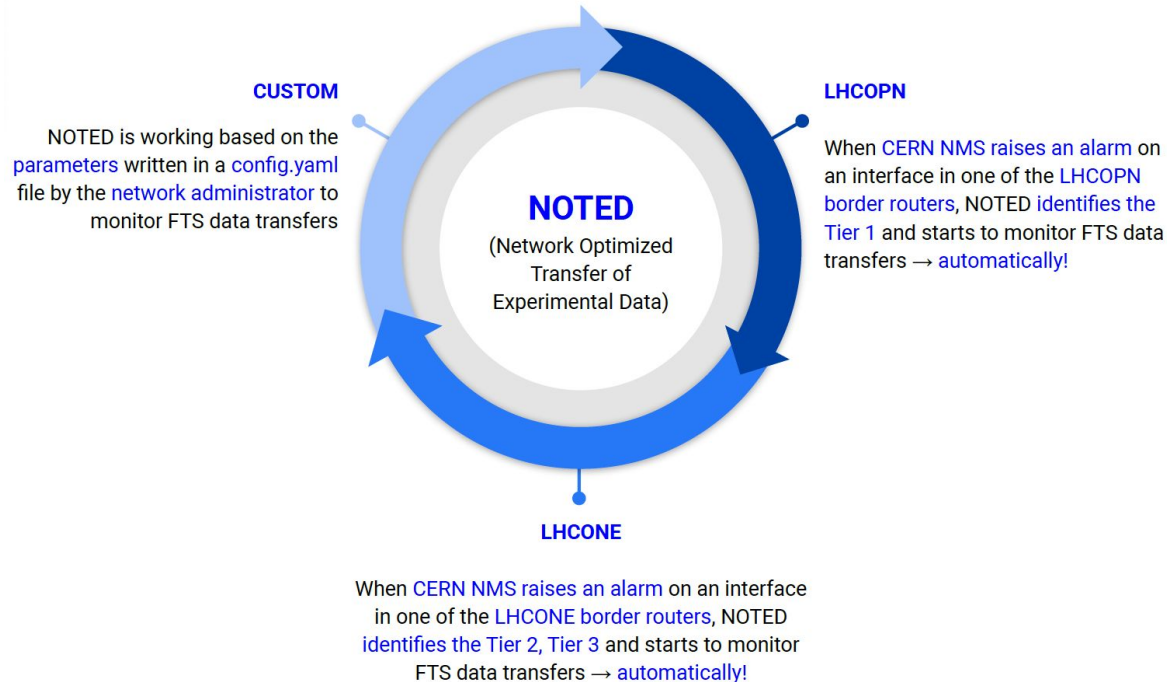 CUSTOM
NOTED is working based on the
parameters written in a config.yaml
file by the network administrator to
monitor FTS data transfers
NOTED
(Network Optimized
Transfer of
Experimental Data)
LHCOPN
When CERN NMS raises an alarm on
an interface in one of the LHCOPN
border routers, NOTED identifies the
Tier 1 and starts to monitor FTS data
transfers → automatically!
LHCONE
When CERN NMS raises an alarm on an interface
in one of the LHCONE border routers, NOTED
identifies the Tier 2, Tier 3 and starts to monitor
FTS data transfers → automatically!